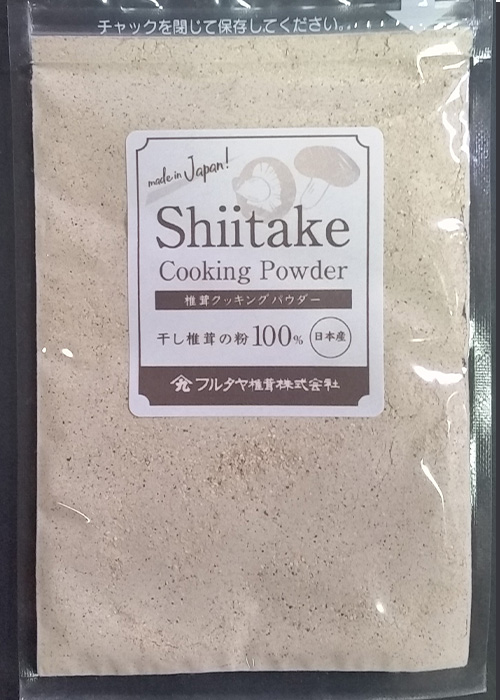 チャックを閉じて保存してください。
made in Japan!
Shiitake
Cooking Powder
椎茸クッキングパウダー
干し椎茸の粉100% 日本産
フルタヤ椎茸株式会社